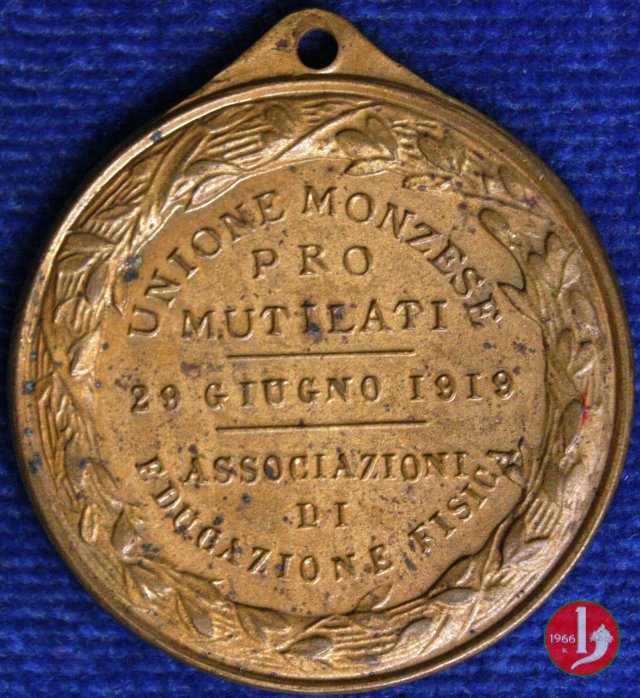 UNIONE MONZESE
PRO
MUTILATI
29 GIUGNO 1919
ASSOCIAZIONI
DI
EDUCAZIONE FISICA
1966